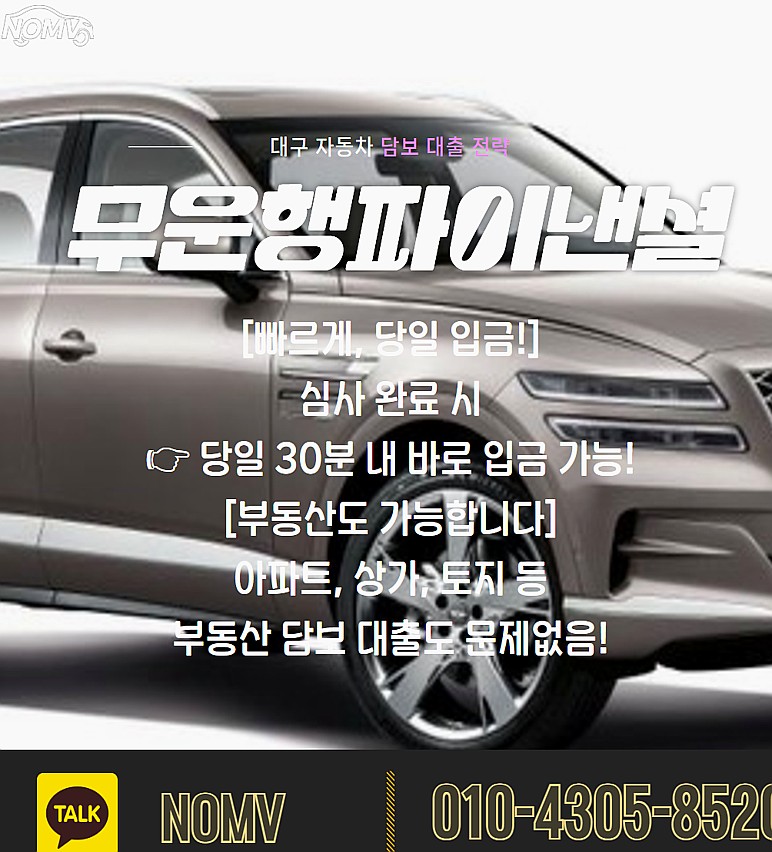 NOMV
대구 자동차 담보 대출 전략
무운행파이낸셜
[빠르게, 당일 입금!]
심사 완료 시
👉 당일 30분 내 바로 입금 가능!
[부동산도 가능합니다]
아파트, 상가, 토지 등
부동산 담보 대출도 문제없음!
TALK
NOMV
010-4305-8520